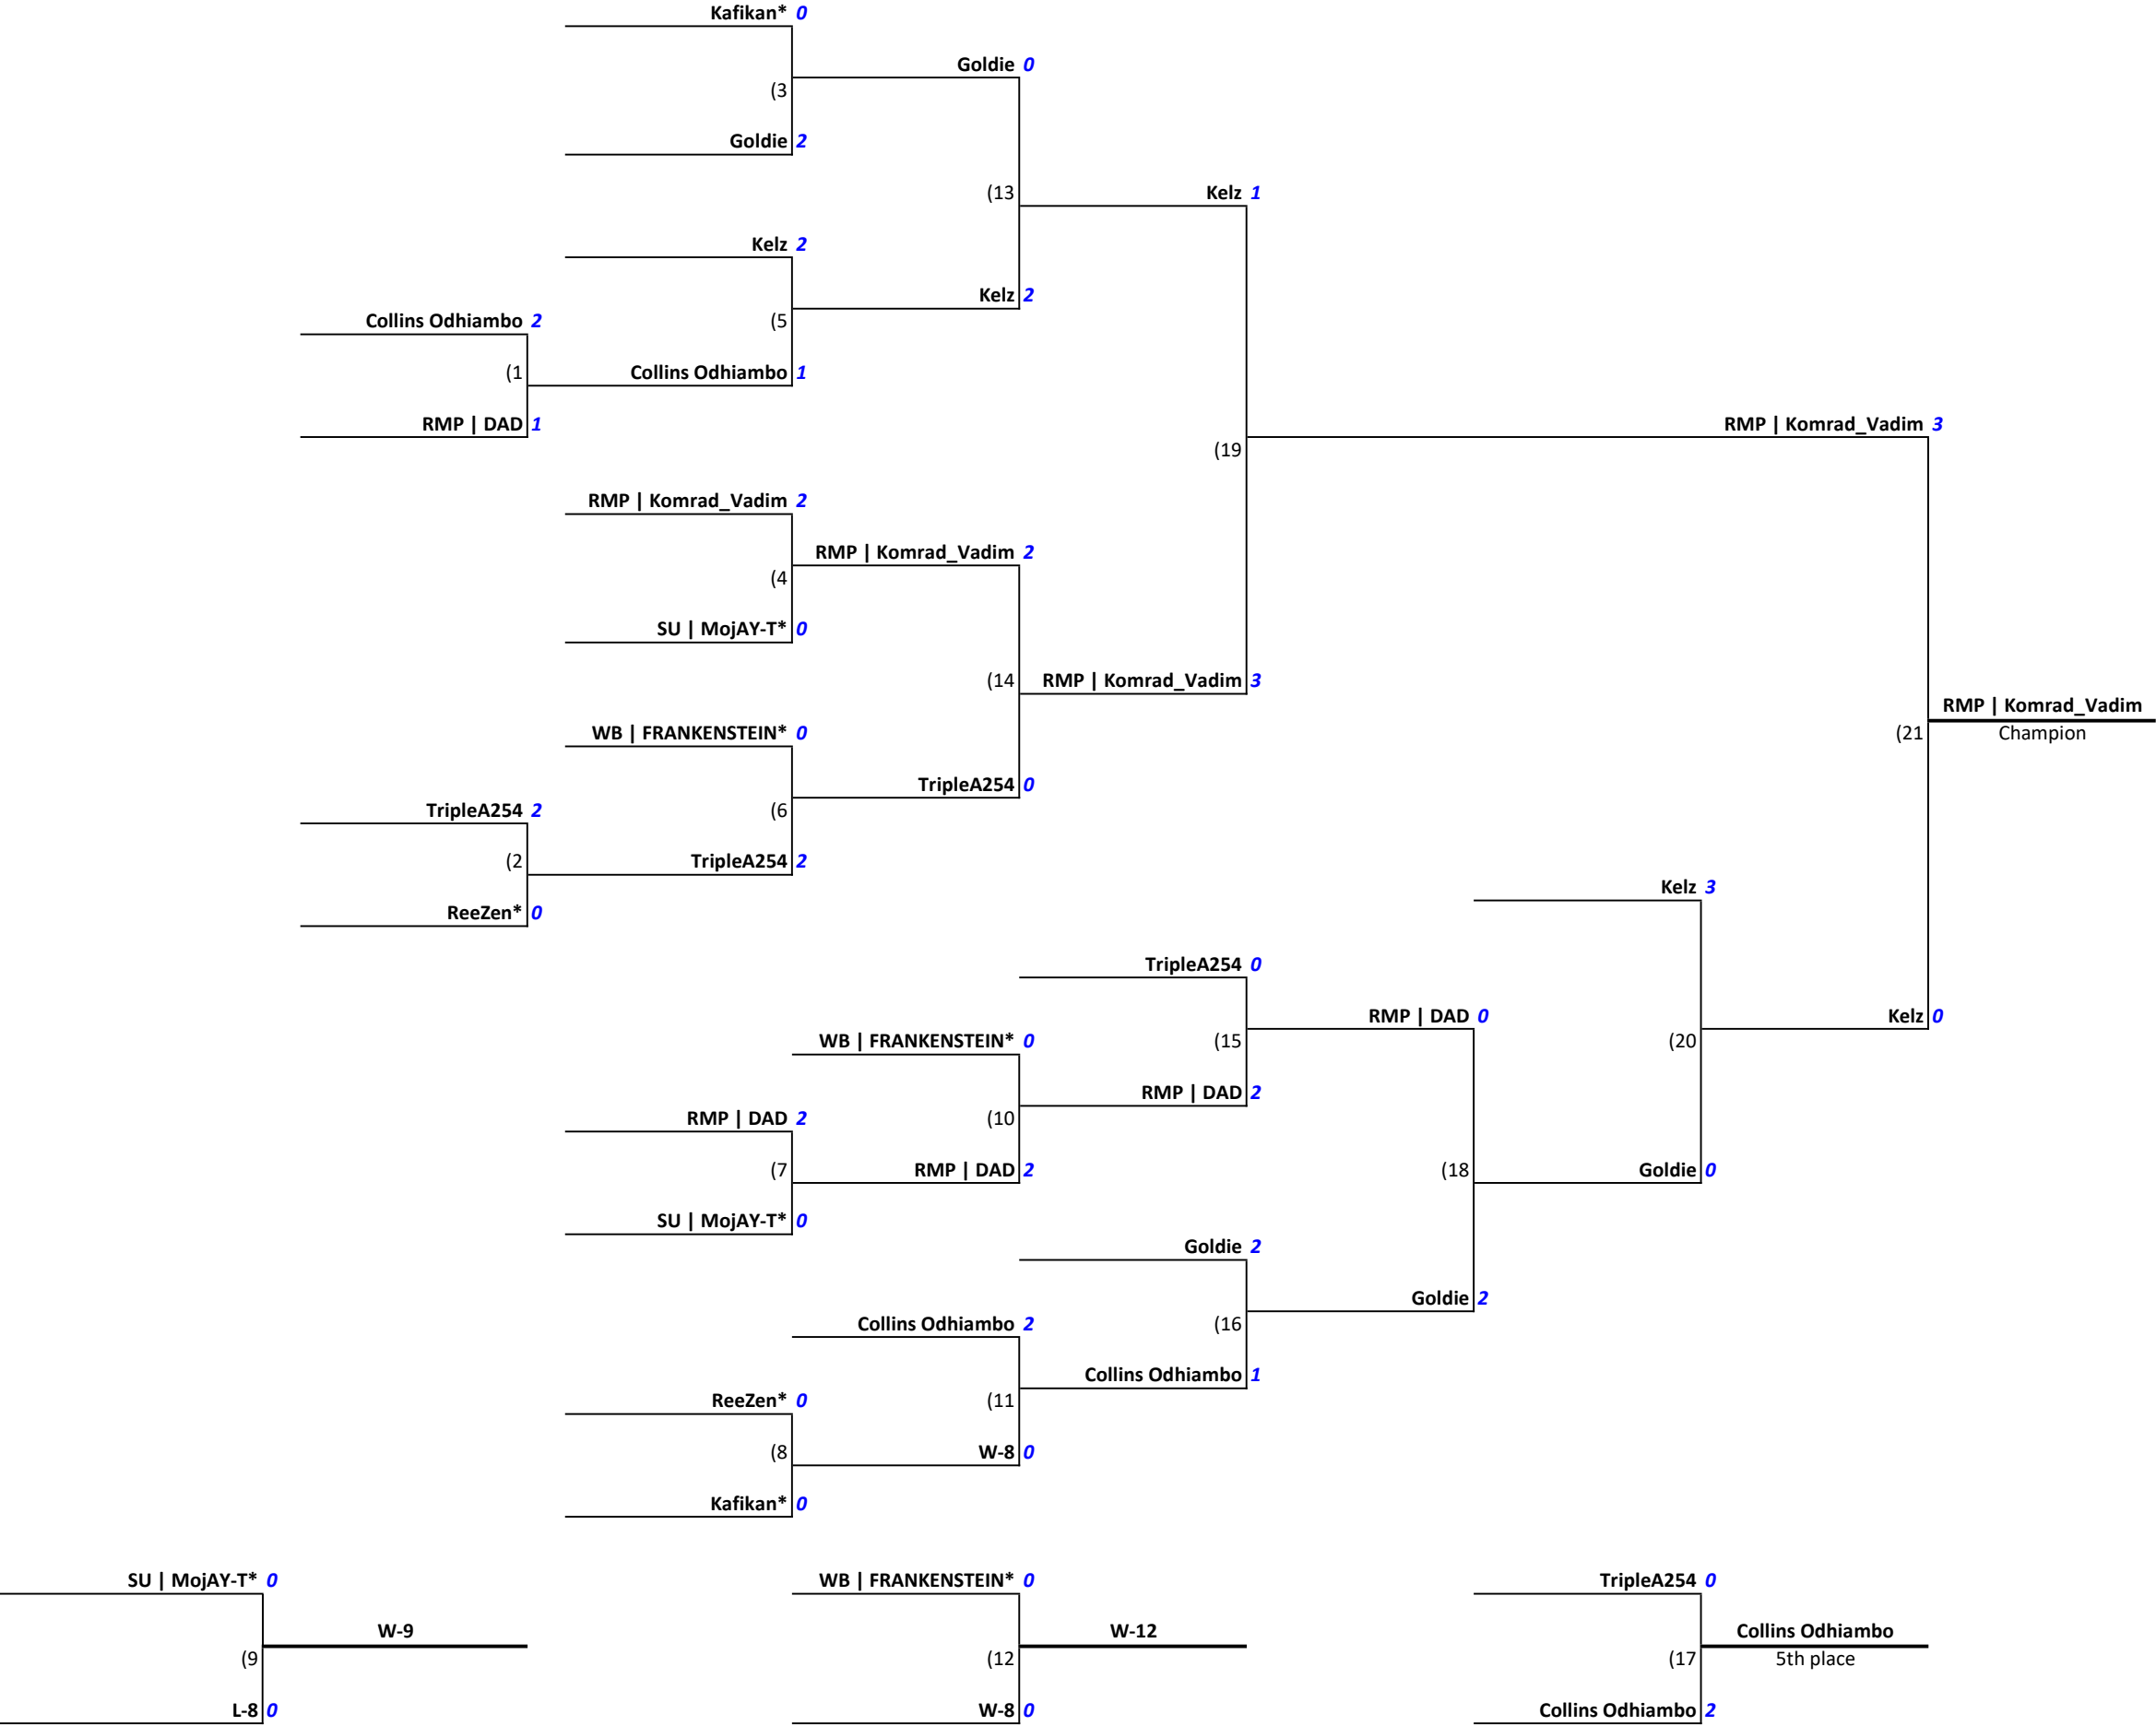 Kafikan* 0
Goldie 0
(3
Goldie 2
(13
Kelz 1
Kelz 2
Kelz 2
Collins Odhiambo 2
(5
(1
Collins Odhiambo 1
RMP | DAD 1
RMP | Komrad_Vadim 3
(19
RMP | Komrad_Vadim 2
RMP | Komrad_Vadim 2
(4
SU | MojAY-T* 0
(14
RMP | Komrad_Vadim 3
RMP | Komrad_Vadim
WB | FRANKENSTEIN* 0
(21
Champion
TripleA254 0
TripleA254 2
(6
(2
TripleA254 2
Kelz 3
ReeZen* 0
TripleA254 0
RMP | DAD 0
Kelz 0
WB | FRANKENSTEIN* 0
(15
(20
RMP | DAD 2
RMP | DAD 2
(10
(7
RMP | DAD 2
(18
Goldie 0
SU | MojAY-T* 0
Goldie 2
Goldie 2
Collins Odhiambo 2
(16
Collins Odhiambo 1
ReeZen* 0
(11
(8
W-8 0
Kafikan* 0
SU | MojAY-T* 0
WB | FRANKENSTEIN* 0
TripleA254 0
W-9
W-12
Collins Odhiambo
(9
(12
(17
5th place
L-8 0
W-8 0
Collins Odhiambo 2